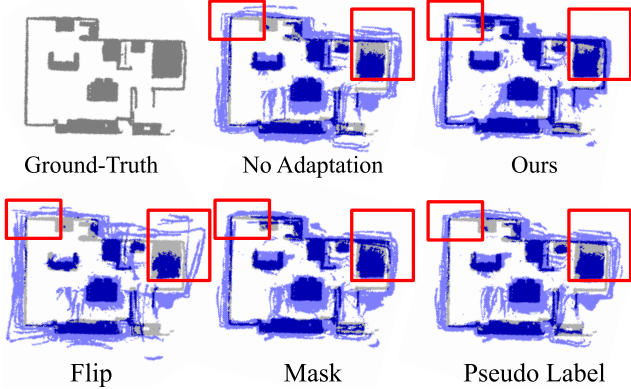 Ground-Truth
No Adaptation
Ours
Flip
Mask
Pseudo Label